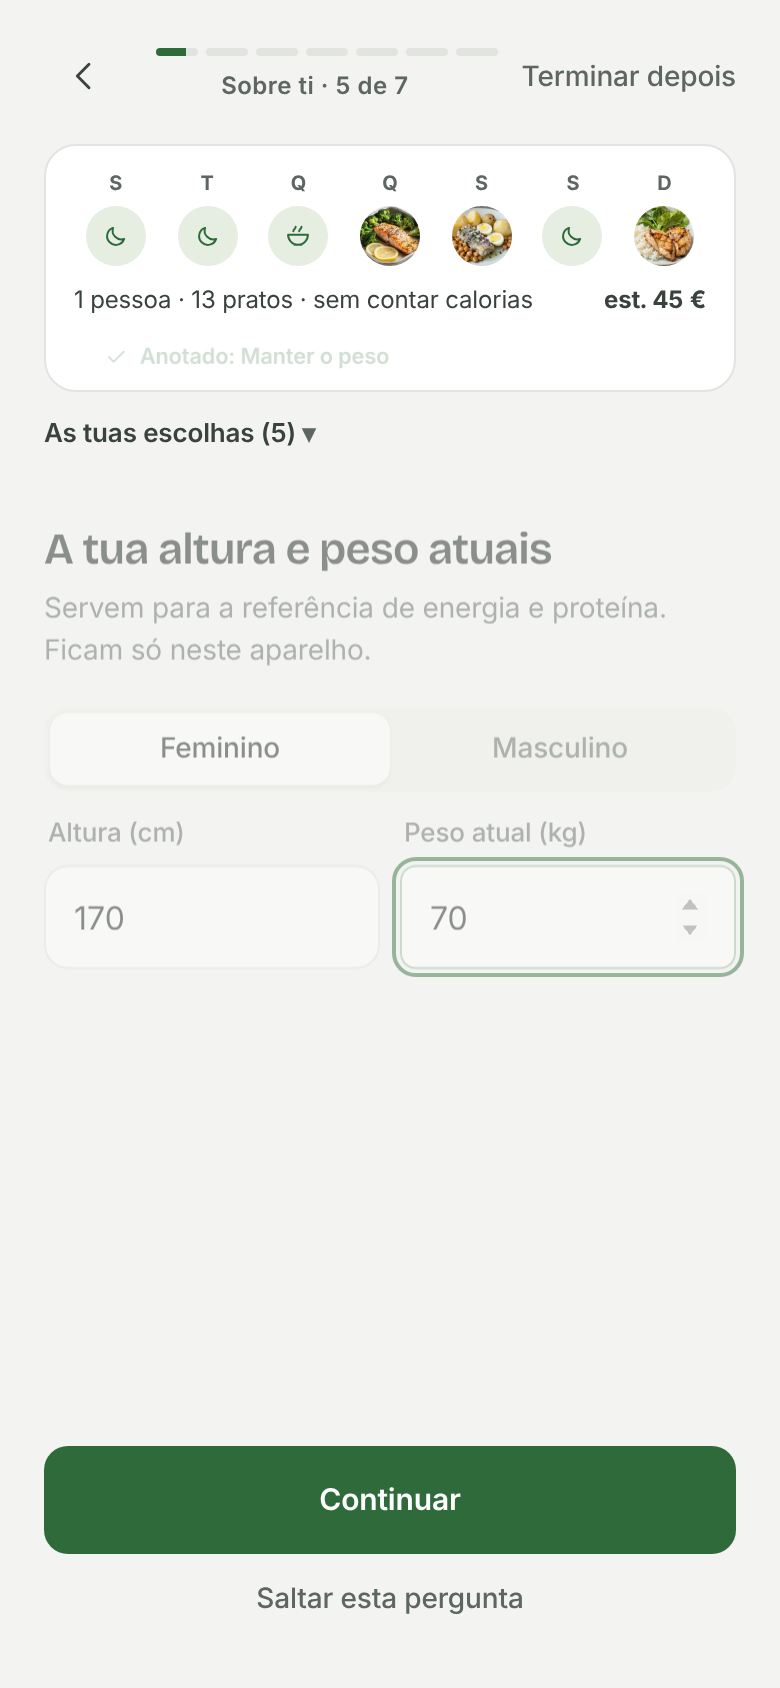 Sobre ti · 5 de 7
Terminar depois
S T Q Q S S D
1 pessoa · 13 pratos · sem contar calorias est. 45 €
Anotado: Manter o peso
As tuas escolhas (5) ▾
A tua altura e peso atuais
Servem para a referência de energia e proteína.
Ficam só neste aparelho.
Feminino Masculino
Altura (cm) Peso atual (kg)
170 70
Continuar
Saltar esta pergunta